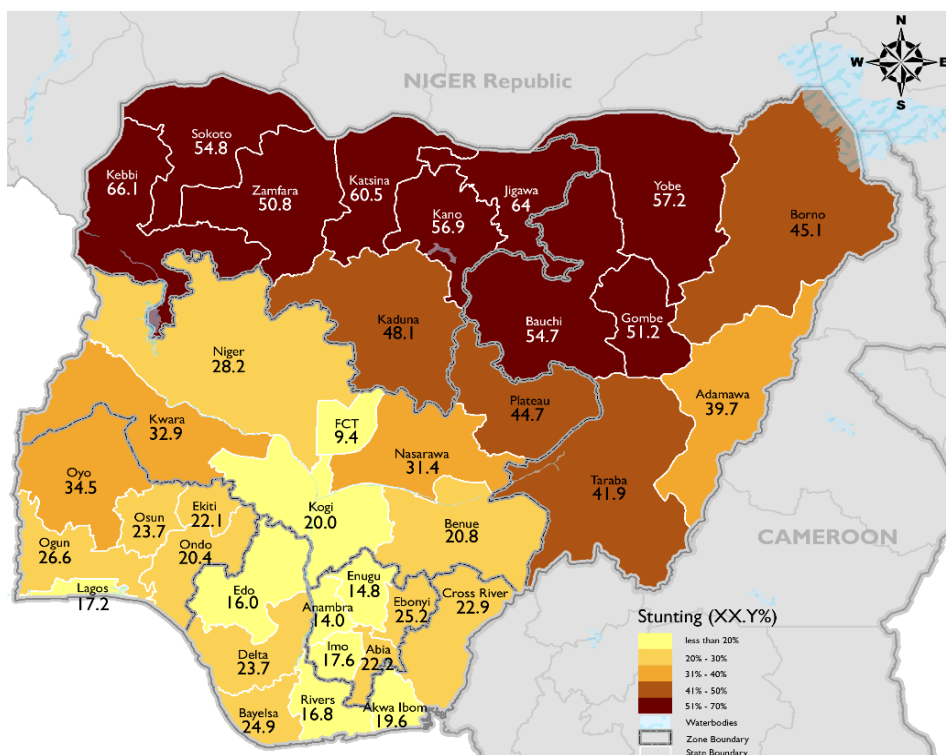 N
W
E
S
NIGER Republic
Sokoto
54.8
Kebbi
66.1
Zamfara
50.8
Katsina
60.5
Kano
56.9
Jigawa
64
Yobe
57.2
Borno
45.1
Kaduna
48.1
Bauchi
54.7
Gombe
51.2
Niger
28.2
Plateau
44.7
Adamawa
39.7
FCT
9.4
Kwara
32.9
Nasarawa
31.4
Oyo
34.5
Taraba
41.9
Kogi
20.0
Ekiti
22.1
Osun
23.7
Benue
20.8
Ogun
26.6
Ondo
20.4
CAMEROON
Lagos
17.2
Edo
16.0
Enugu
14.8
Anambra
14.0
Ebonyi
25.2
Cross River
22.9
Imo
17.6
Abia
22.2
Delta
23.7
Rivers
16.8
Akwa Ibom
19.6
Bayelsa
24.9
Stunting (XX.Y%)
less than 20%
20% - 30%
31% - 40%
41% - 50%
51% - 70%
Waterbodies
Zone Boundary
State Boundary